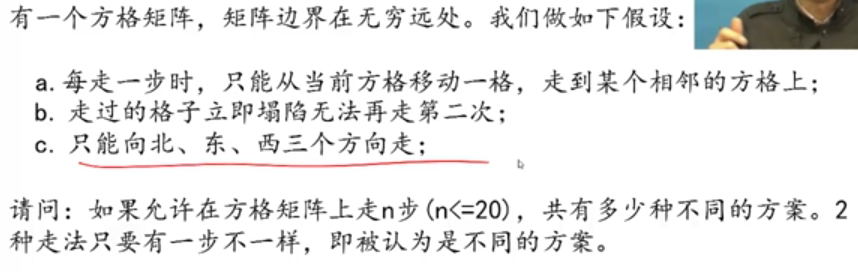 有一个方格矩阵，矩阵边界在无穷远处。我们做如下假设：
a. 每走一步时，只能从当前方格移动一格，走到某个相邻的方格上；
b. 走过的格子立即塌陷无法再走第二次；
c. 只能向北、东、西三个方向走；
请问：如果允许在方格矩阵上走n步(n<=20)，共有多少种不同的方案。2
种走法只要有一步不一样，即被认为是不同的方案。